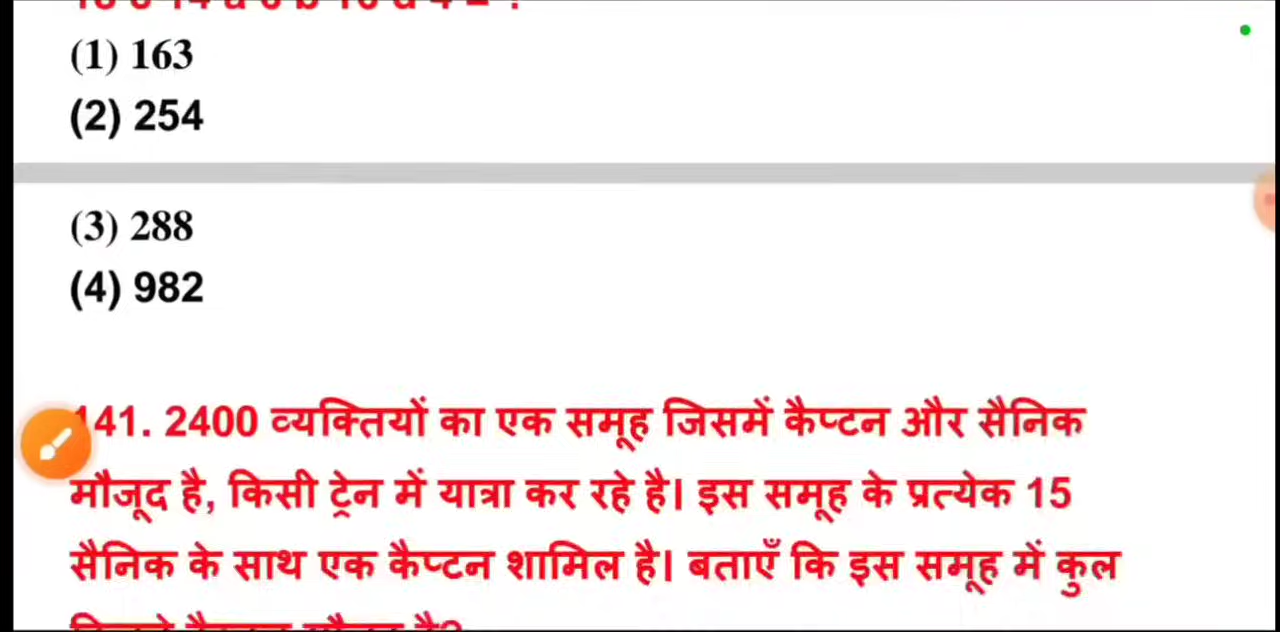 (1) 163
(2) 254
(3) 288
(4) 982
141. 2400 व्यक्तियों का एक समूह जिसमें कैप्टन और सैनिक
मौजूद है, किसी ट्रेन में यात्रा कर रहे है। इस समूह के प्रत्येक 15
सैनिक के साथ एक कैप्टन शामिल है। बताएँ कि इस समूह में कुल